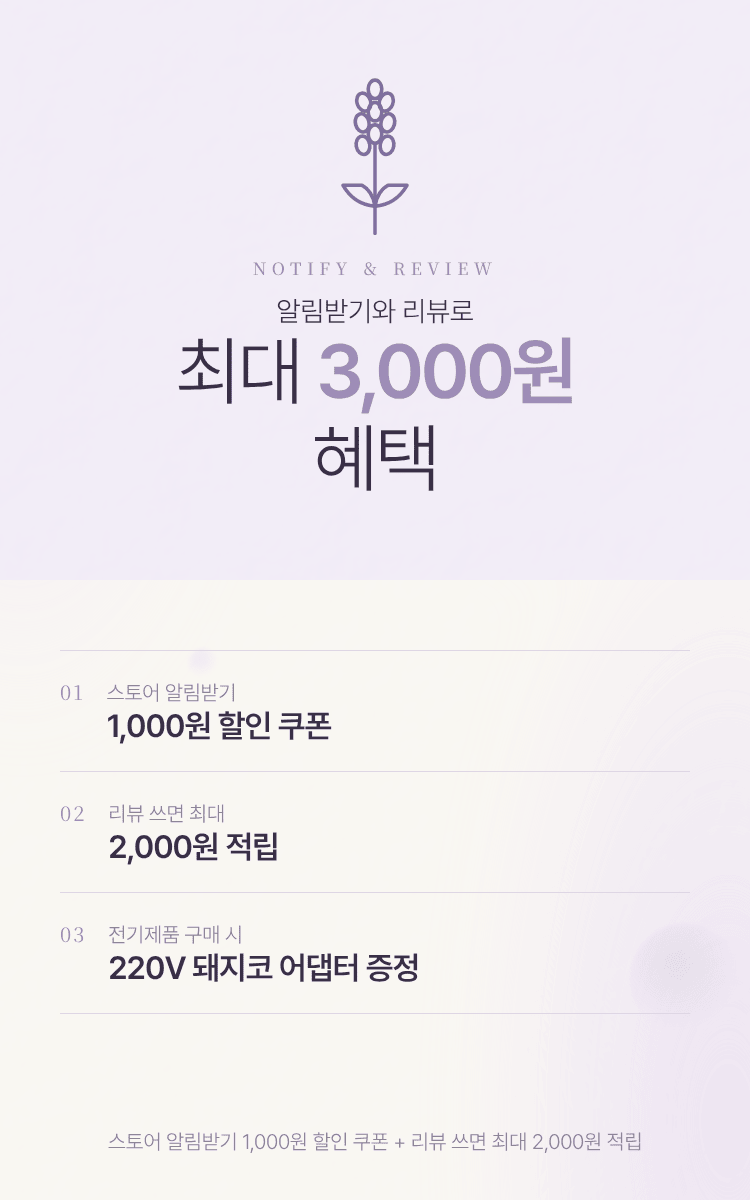 NOTIFY & REVIEW
알림받기와 리뷰로
최대 3,000원
혜택
01 스토어 알림받기
1,000원 할인 쿠폰
02 리뷰 쓰면 최대
2,000원 적립
03 전기제품 구매 시
220V 돼지코 어댑터 증정
스토어 알림받기 1,000원 할인 쿠폰 + 리뷰 쓰면 최대 2,000원 적립